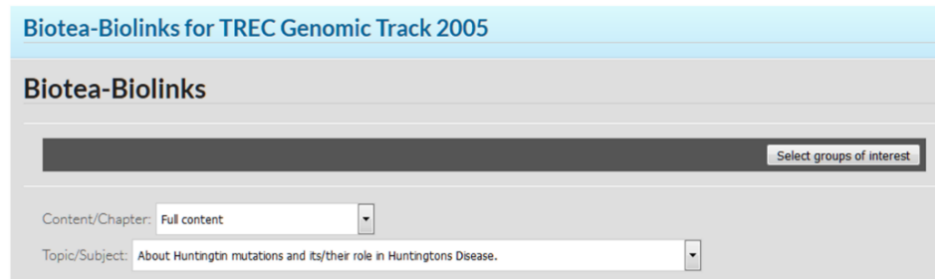 Biotea-Biolinks for TREC Genomic Track 2005
Biotea-Biolinks
Select groups of interest
Content/Chapter: Full content
Topic/Subject: About Huntingtin mutations and its/their role in Huntingtons Disease.